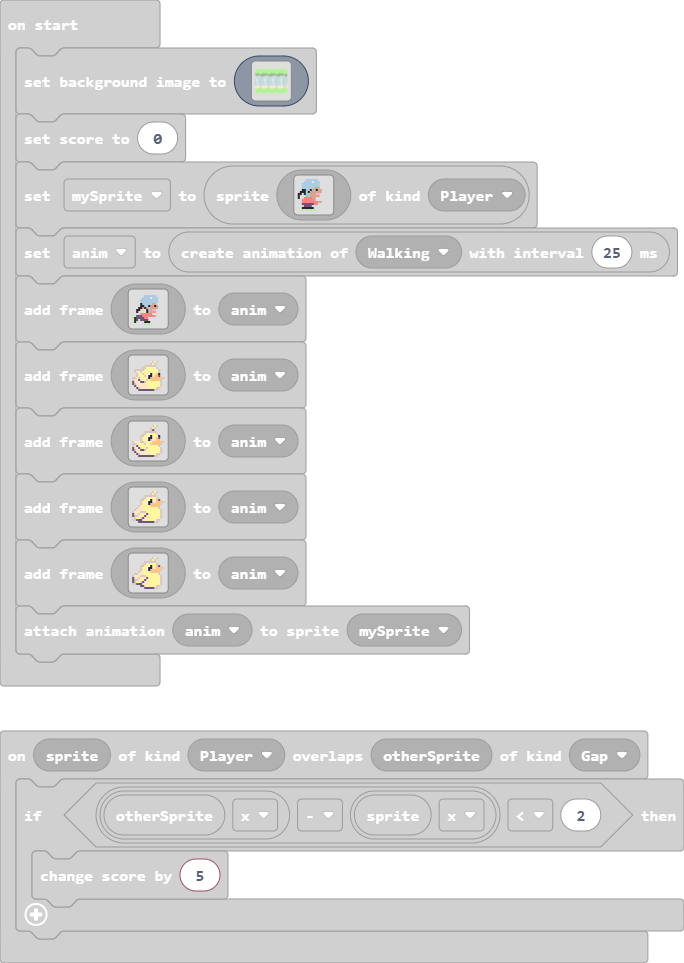 on start
set background image to
set score to 0
set mySprite to sprite of kind Player
set anim to create animation of Walking with interval 25 ms
add frame to anim
add frame to anim
add frame to anim
add frame to anim
add frame to anim
attach animation anim to sprite mySprite
on sprite of kind Player overlaps otherSprite of kind Gap
if otherSprite x - sprite x < 2 then
change score by 5